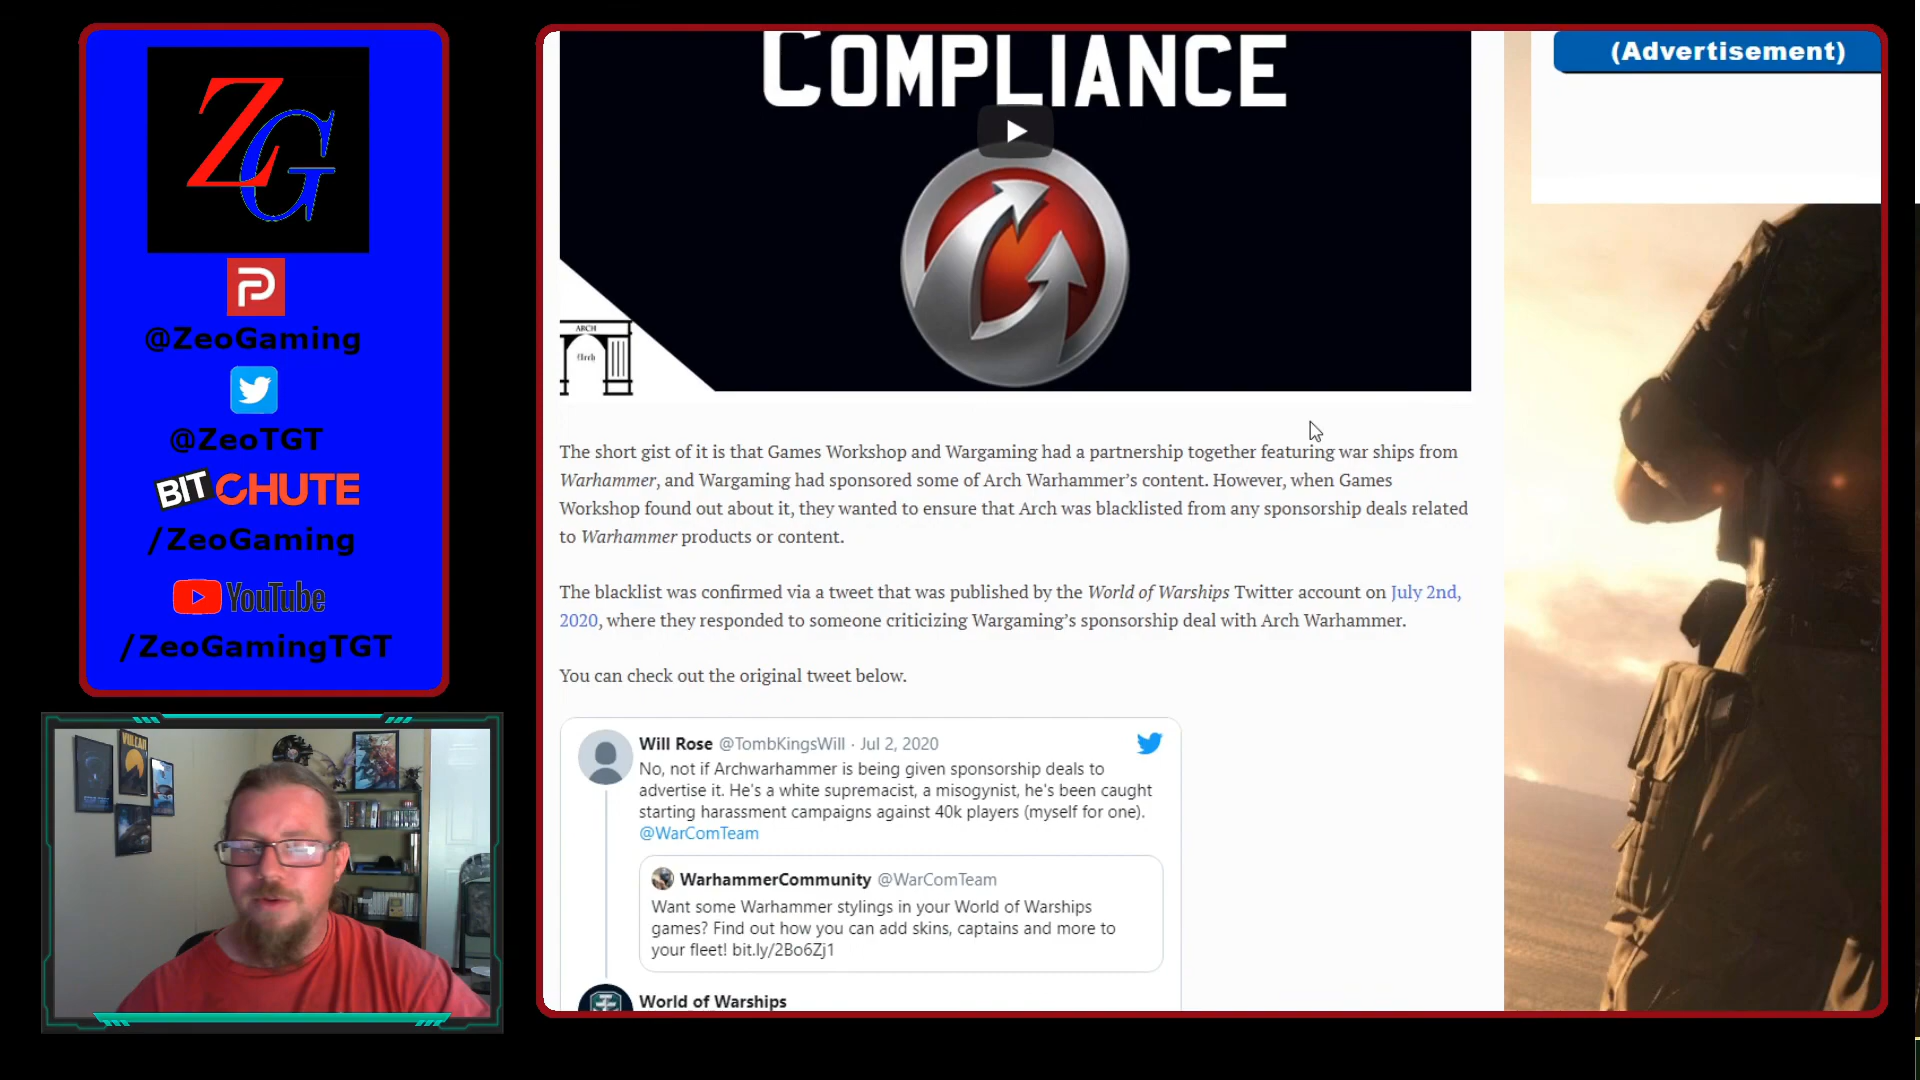 ZG
@ZeoGaming
@ZeoTGT
BITCHUTE
/ZeoGaming
YouTube
/ZeoGamingTGT
VULCAN
COMPLIANCE
ARCH
(Advertisement)
The short gist of it is that Games Workshop and Wargaming had a partnership together featuring war ships from
Warhammer, and Wargaming had sponsored some of Arch Warhammer’s content. However, when Games
Workshop found out about it, they wanted to ensure that Arch was blacklisted from any sponsorship deals related
to Warhammer products or content.
The blacklist was confirmed via a tweet that was published by the World of Warships Twitter account on July 2nd,
2020, where they responded to someone criticizing Wargaming’s sponsorship deal with Arch Warhammer.
You can check out the original tweet below.
Will Rose @TombKingsWill · Jul 2, 2020
No, not if Archwarhammer is being given sponsorship deals to
advertise it. He's a white supremacist, a misogynist, he's been caught
starting harassment campaigns against 40k players (myself for one).
@WarComTeam
WarhammerCommunity @WarComTeam
Want some Warhammer stylings in your World of Warships
games? Find out how you can add skins, captains and more to
your fleet! bit.ly/2Bo6Zj1
World of Warships